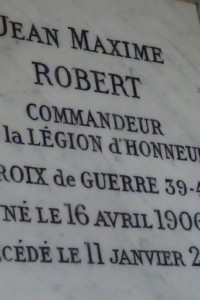 JEAN MAXIME
ROBERT
COMMANDEUR
la LÉGION d'HONNEU
ROIX de GUERRE 39-4
NÉ LE 16 AVRIL 1906
CÉDÉ LE 11 JANVIER 2